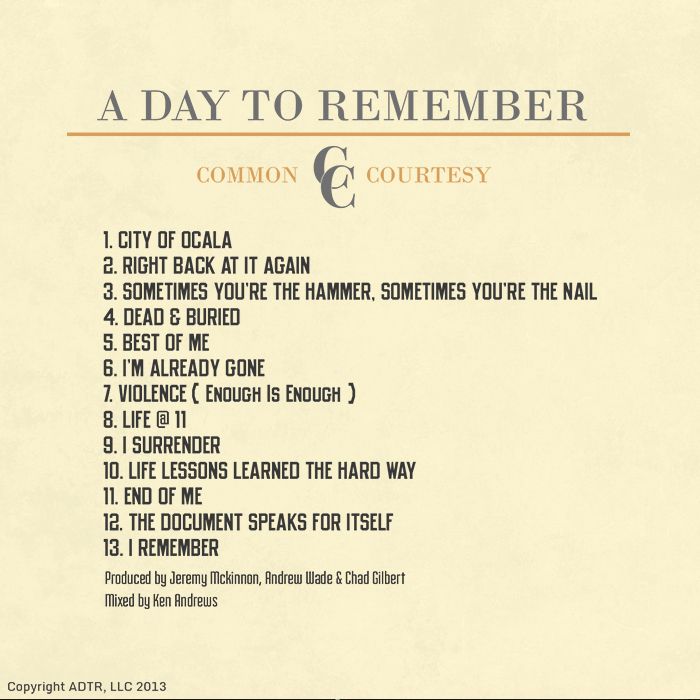 A DAY TO REMEMBER
COMMON CC COURTESY
1. CITY OF OCALA
2. RIGHT BACK AT IT AGAIN
3. SOMETIMES YOU'RE THE HAMMER, SOMETIMES YOU'RE THE NAIL
4. DEAD & BURIED
5. BEST OF ME
6. I'M ALREADY GONE
7. VIOLENCE ( ENOUGH IS ENOUGH )
8. LIFE @ 11
9. I SURRENDER
10. LIFE LESSONS LEARNED THE HARD WAY
11. END OF ME
12. THE DOCUMENT SPEAKS FOR ITSELF
13. I REMEMBER
Produced by Jeremy Mckinnon, Andrew Wade & Chad Gilbert
Mixed by Ken Andrews
Copyright ADTR, LLC 2013